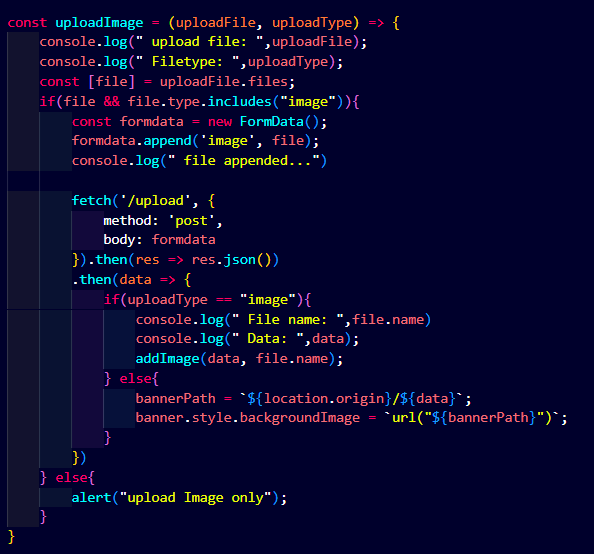 const uploadImage = (uploadFile, uploadType) => {
    console.log(" upload file: ",uploadFile);
    console.log(" Filetype: ",uploadType);
    const [file] = uploadFile.files;
    if(file && file.type.includes("image")){
        const formdata = new FormData();
        formdata.append('image', file);
        console.log(" file appended...")

        fetch('/upload', {
            method: 'post',
            body: formdata
        }).then(res => res.json())
        .then(data => {
            if(uploadType == "image"){
                console.log(" File name: ",file.name)
                console.log(" Data: ",data);
                addImage(data, file.name);
            } else{
                bannerPath = `${location.origin}/${data}`;
                banner.style.backgroundImage = `url("${bannerPath}")`;
            }
        })
    } else{
        alert("upload Image only");
    }
}